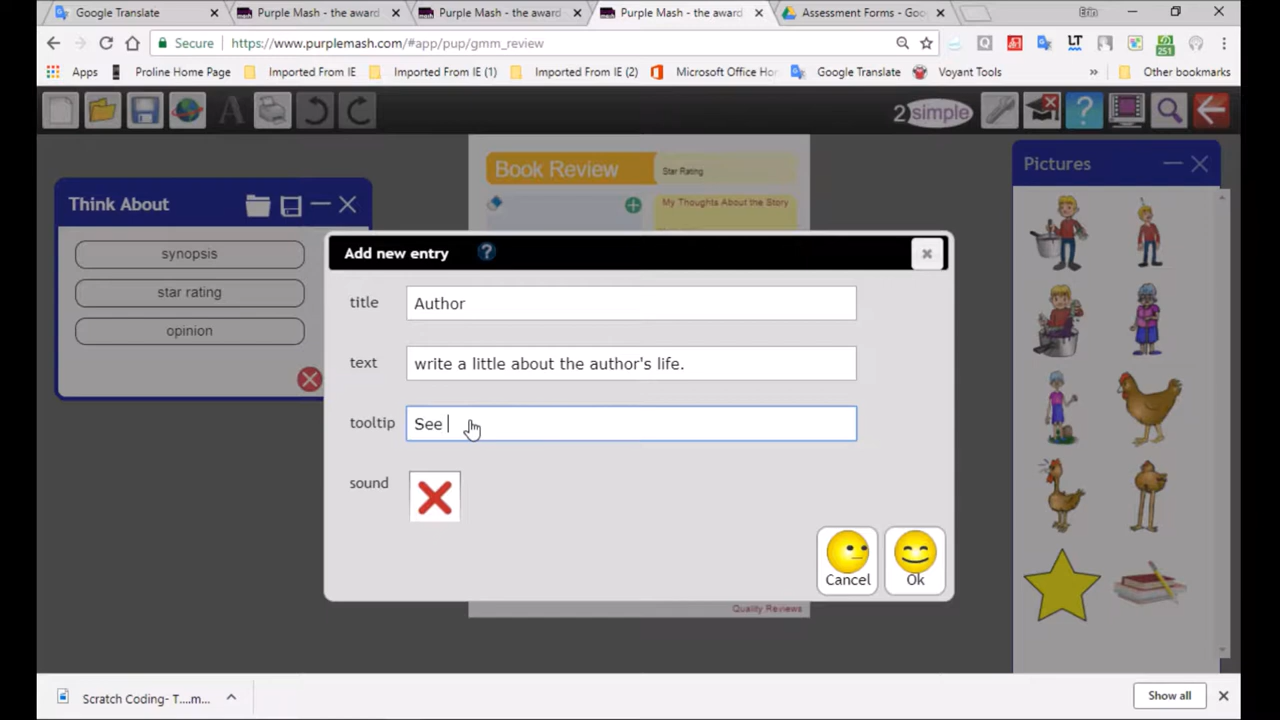 Google Translate
Purple Mash - the award
Purple Mash - the award
Purple Mash - the award
Assessment Forms - Goo
Erin
Secure
https://www.purplemash.com/#app/pup/gmm_review
Apps
Proline Home Page
Imported From IE
Imported From IE (1)
Imported From IE (2)
Microsoft Office Hor
Google Translate
Voyant Tools
»
Other bookmarks
2simple
Book Review
Star Rating
My Thoughts About the Story
Pictures
Think About
synopsis
star rating
opinion
Add new entry
title
Author
text
write a little about the author's life.
tooltip
See
sound
Cancel
Ok
Quality Reviews
Scratch Coding- T....m...
Show all